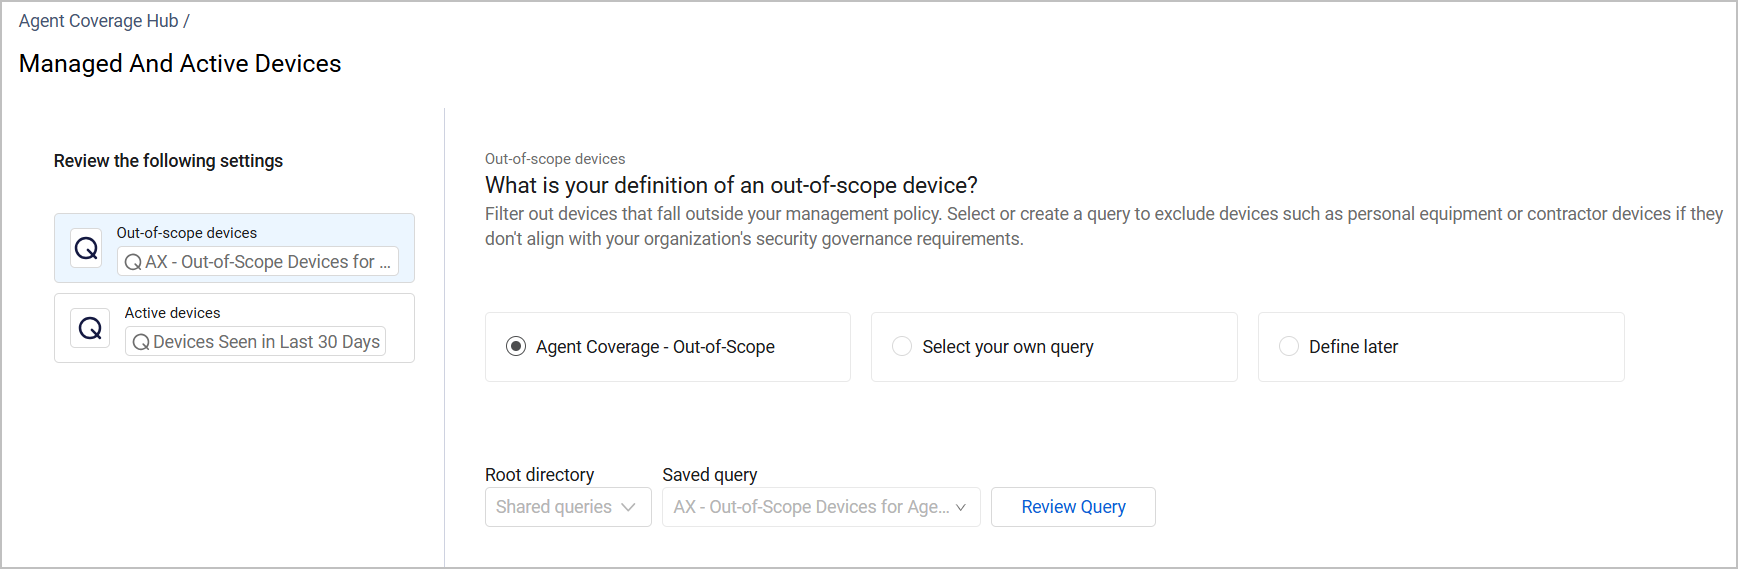 Agent Coverage Hub /
Managed And Active Devices
Review the following settings
Out-of-scope devices
AX - Out-of-Scope Devices for ...
Active devices
Devices Seen in Last 30 Days
Out-of-scope devices
What is your definition of an out-of-scope device?
Filter out devices that fall outside your management policy. Select or create a query to exclude devices such as personal equipment or contractor devices if they
don't align with your organization's security governance requirements.
Agent Coverage - Out-of-Scope
Select your own query
Define later
Root directory
Saved query
Shared queries
AX - Out-of-Scope Devices for Age...
Review Query